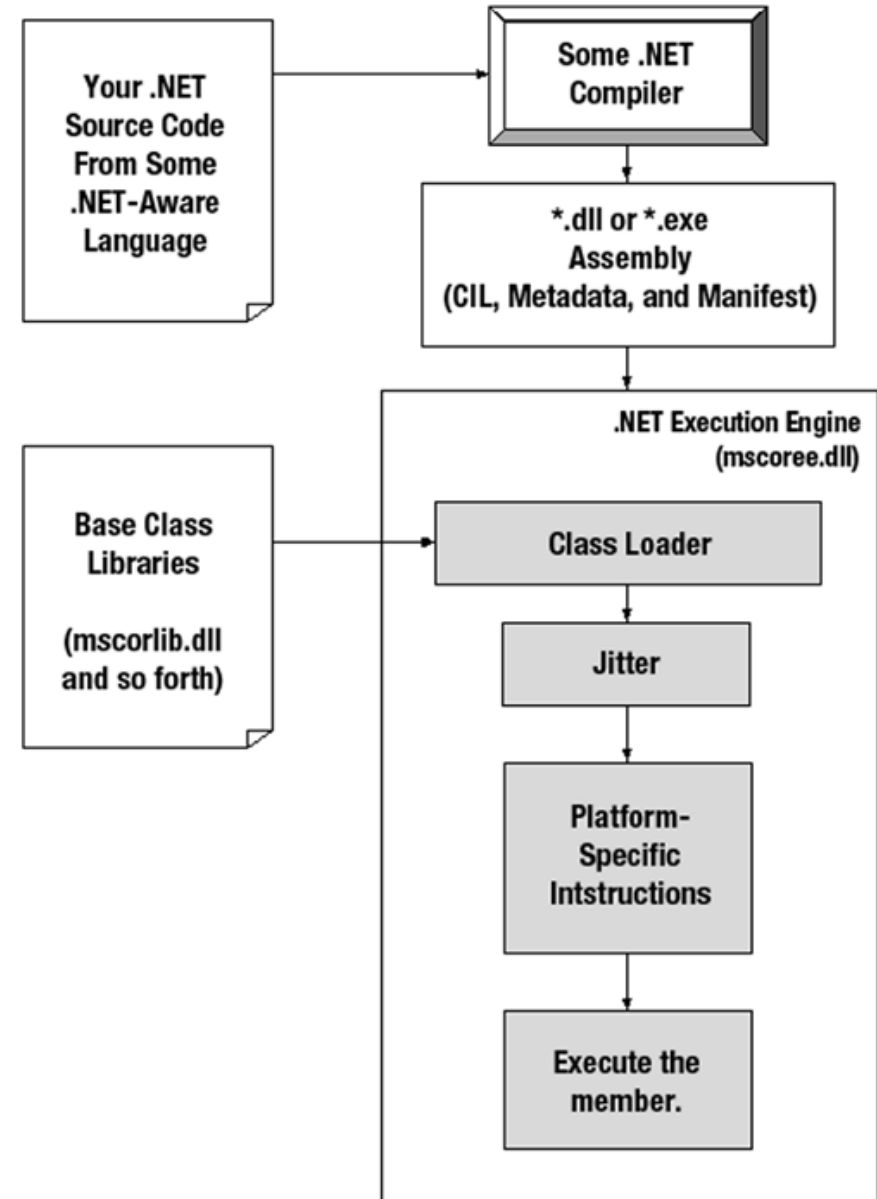 Your .NET
Source Code
From Some
.NET-Aware
Language
Some .NET
Compiler
*.dll or *.exe
Assembly
(CIL, Metadata, and Manifest)
.NET Execution Engine
(mscoree.dll)
Base Class
Libraries
(mscorlib.dll
and so forth)
Class Loader
Jitter
Platform-
Specific
Intstructions
Execute the
member.